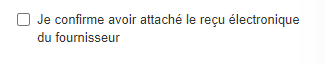 Je confirme avoir attaché le reçu électronique
du fournisseur